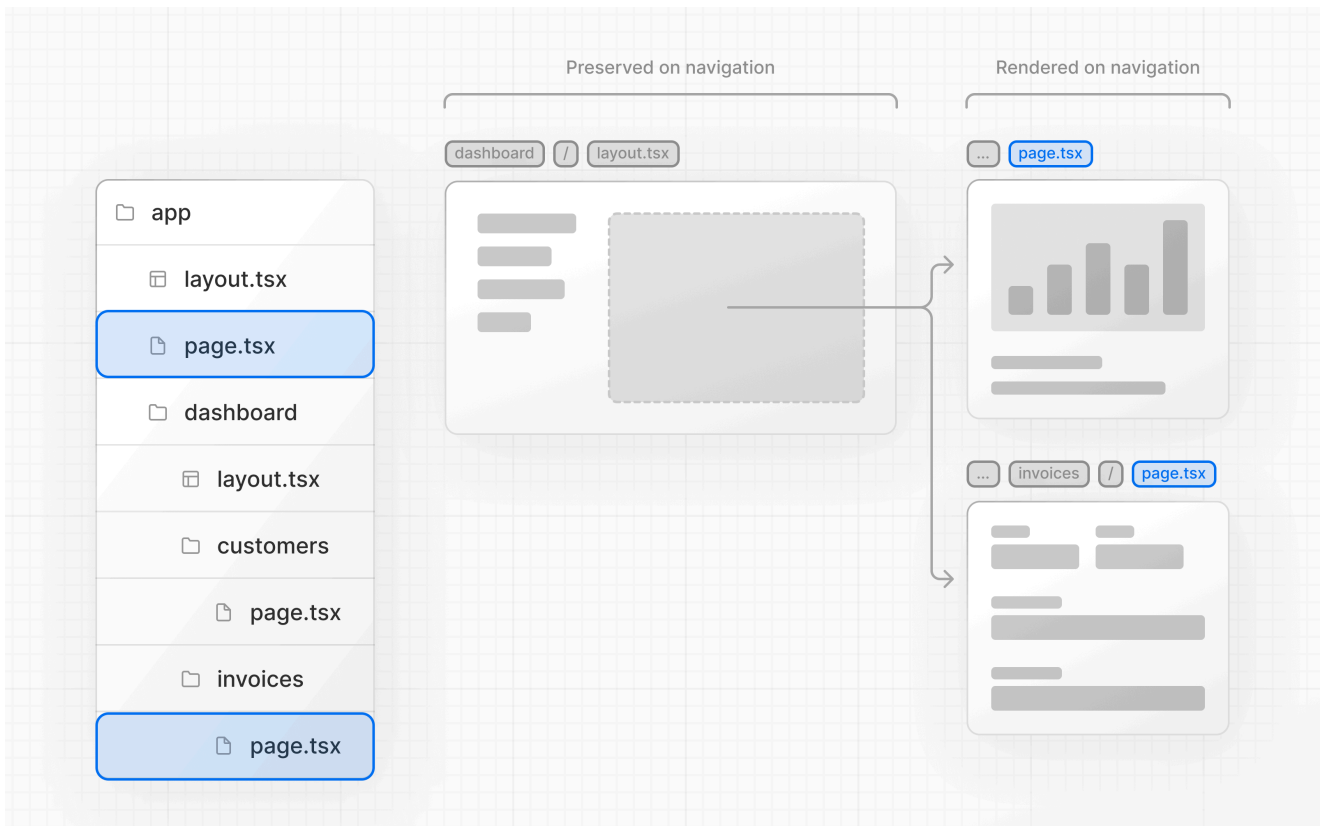 Preserved on navigation
Rendered on navigation
dashboard / layout.tsx
... page.tsx
app
layout.tsx
page.tsx
dashboard
layout.tsx
customers
page.tsx
invoices
page.tsx
... invoices / page.tsx